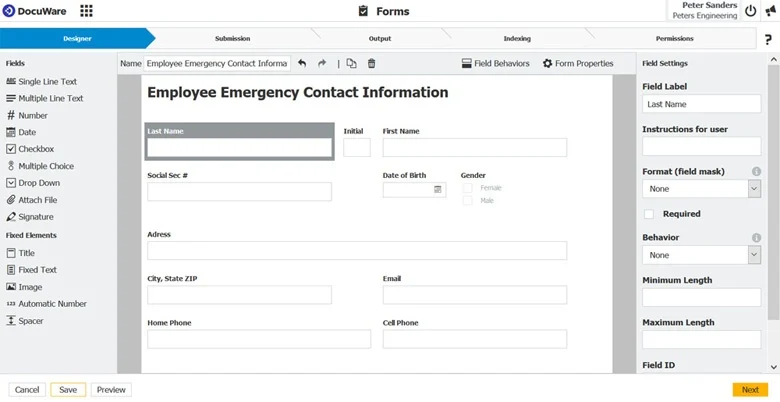 DocuWare
Forms
Peter Sanders
Peters Engineering
Designer
Submission
Output
Indexing
Permissions
?
Fields
Single Line Text
Multiple Line Text
Number
Date
Checkbox
Multiple Choice
Drop Down
Attach File
Signature
Fixed Elements
Title
Fixed Text
Image
123 Automatic Number
Spacer
Name Employee Emergency Contact Informa
Field Behaviors
Form Properties
Employee Emergency Contact Information
Last Name
Initial
First Name
Social Sec #
Date of Birth
Gender
Female
Male
Adress
City, State ZIP
Email
Home Phone
Cell Phone
Field Settings
Field Label
Last Name
Instructions for user
Format (field mask)
None
Required
Behavior
None
Minimum Length
Maximum Length
Field ID
Cancel
Save
Preview
Next